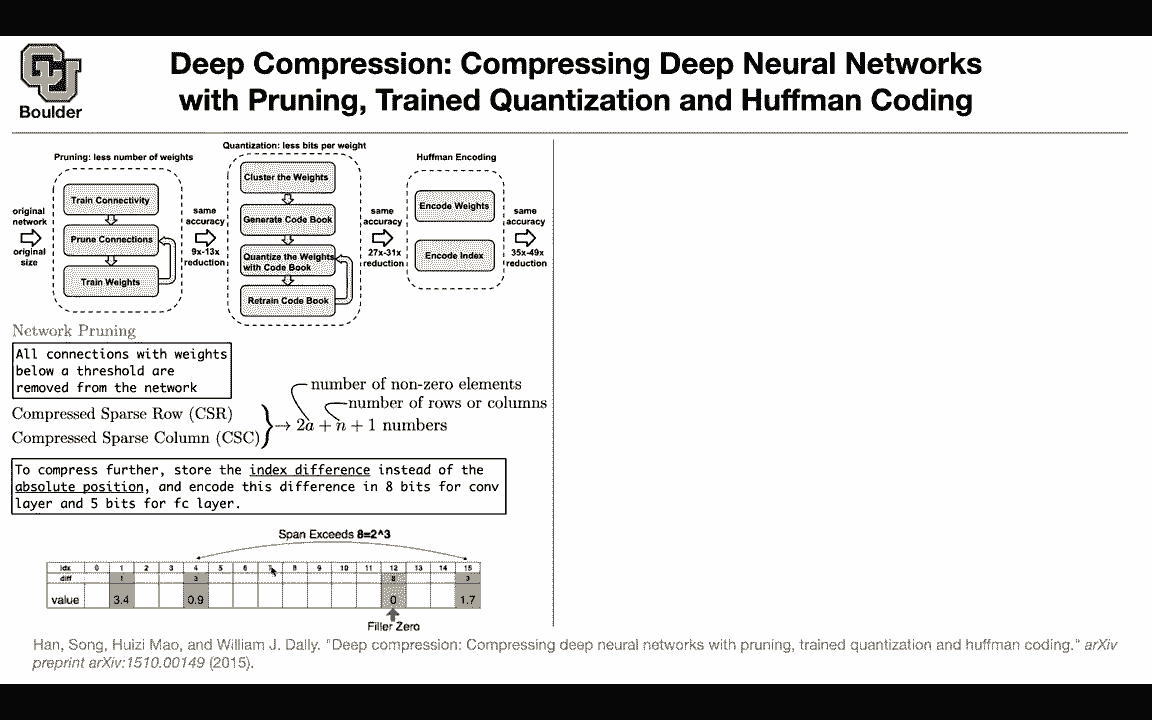 CU
Boulder
Deep Compression: Compressing Deep Neural Networks
with Pruning, Trained Quantization and Huffman Coding
Pruning: less number of weights
Quantization: less bits per weight
Huffman Encoding
original
network
original
size
Train Connectivity
Prune Connections
Train Weights
same
accuracy
9x-13x
reduction
Cluster the Weights
Generate Code Book
Quantize the Weights
with Code Book
Retrain Code Book
same
accuracy
27x-31x
reduction
Encode Weights
Encode Index
same
accuracy
35x-49x
reduction
Network Pruning
All connections with weights
below a threshold are
removed from the network
number of non-zero elements
number of rows or columns
Compressed Sparse Row (CSR)
Compressed Sparse Column (CSC)
→ 2a + n + 1 numbers
To compress further, store the index difference instead of the
absolute position, and encode this difference in 8 bits for conv
layer and 5 bits for fc layer.
Span Exceeds 8=2^3
idx 0 1 2 3 4 5 6 7 8 9 10 11 12 13 14 15
diff 1 3 8 3
value 3.4 0.9 0 1.7
Filler Zero
Han, Song, Huizi Mao, and William J. Dally. "Deep compression: Compressing deep neural networks with pruning, trained quantization and huffman coding." arXiv
preprint arXiv:1510.00149 (2015).